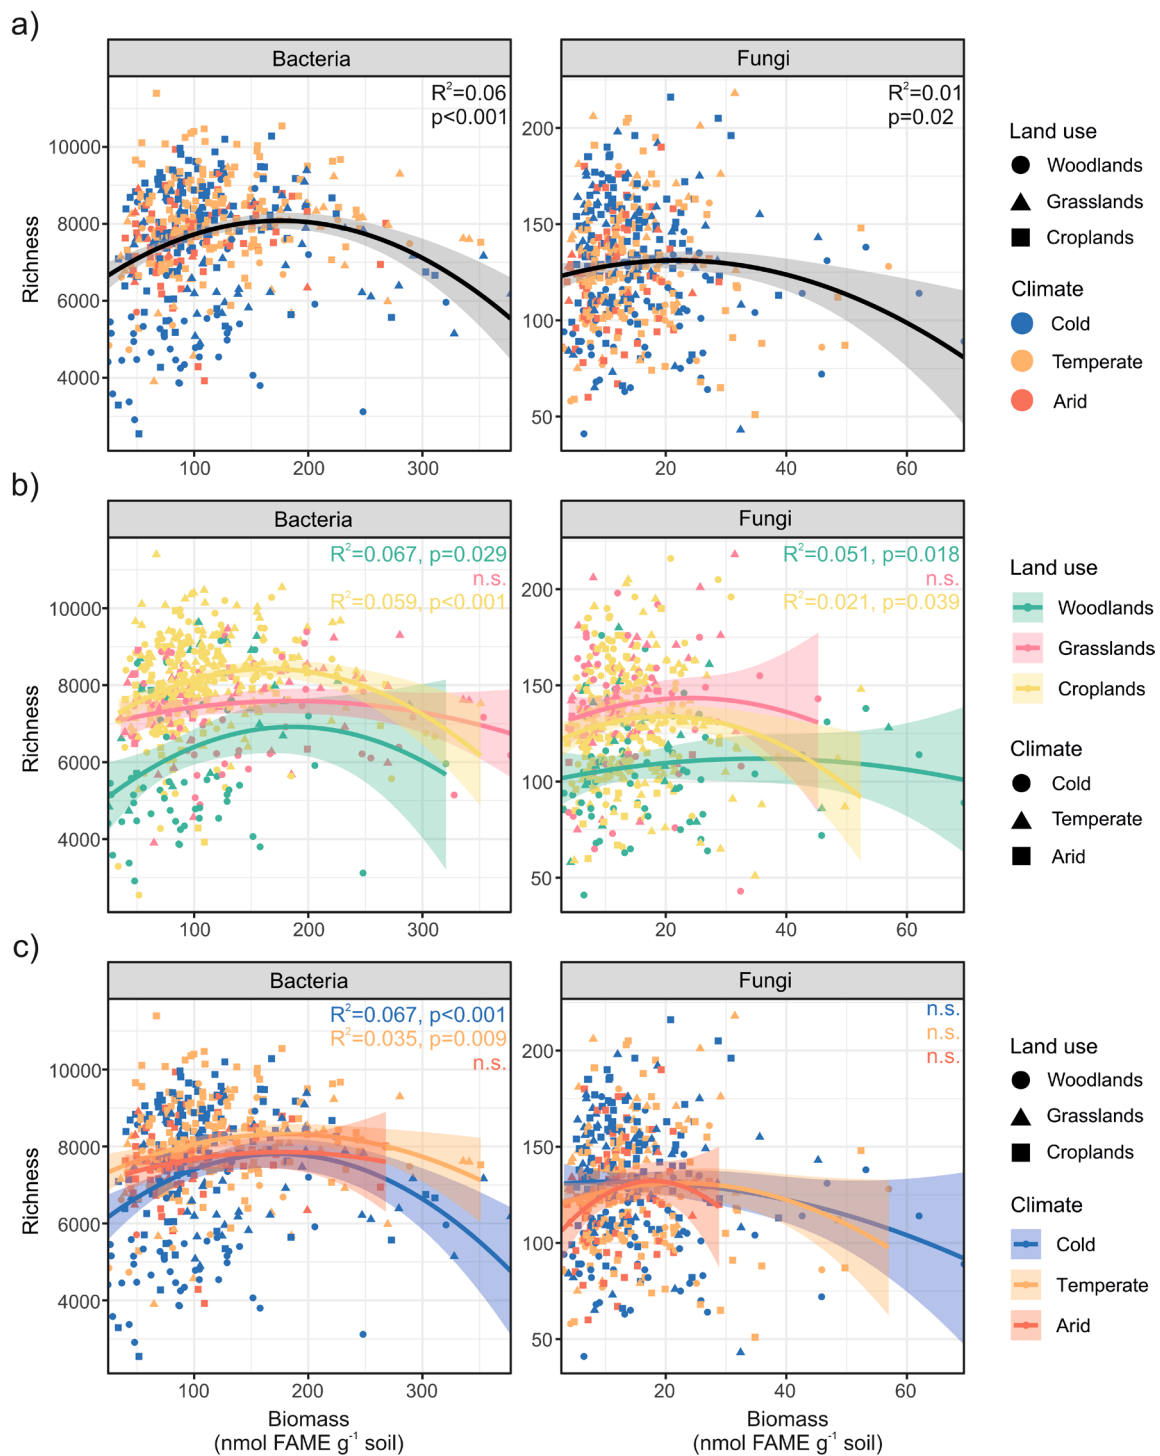 a)
Bacteria
Fungi
R²=0.06
p<0.001
R²=0.01
p=0.02
Richness
10000
8000
6000
4000
200
150
100
50
100
200
300
20
40
60
Land use
Woodlands
Grasslands
Croplands
Climate
Cold
Temperate
Arid
b)
Bacteria
Fungi
R²=0.067, p=0.029
n.s.
R²=0.059, p<0.001
R²=0.051, p=0.018
n.s.
R²=0.021, p=0.039
Richness
10000
8000
6000
4000
200
150
100
50
100
200
300
20
40
60
Land use
Woodlands
Grasslands
Croplands
Climate
Cold
Temperate
Arid
c)
Bacteria
Fungi
R²=0.067, p<0.001
R²=0.035, p=0.009
n.s.
n.s.
n.s.
n.s.
Richness
10000
8000
6000
4000
200
150
100
50
100
200
300
20
40
60
Biomass
(nmol FAME g⁻¹ soil)
Biomass
(nmol FAME g⁻¹ soil)
Land use
Woodlands
Grasslands
Croplands
Climate
Cold
Temperate
Arid